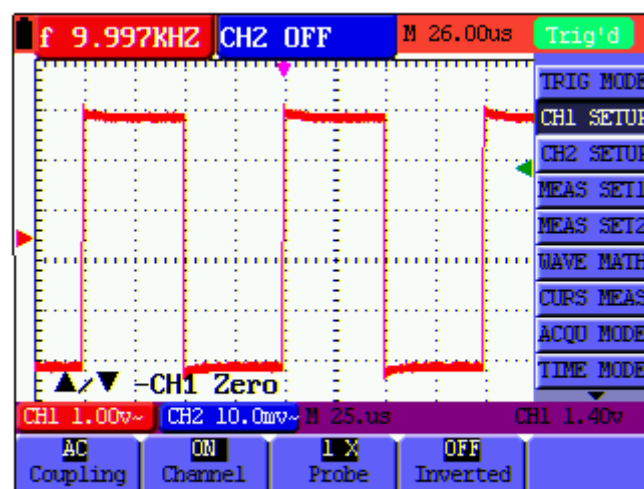 f 9.997KHZ CH2 OFF M 26.00us Trig'd
TRIG MODE
CH1 SETUP
CH2 SETUP
MEAS SET1
MEAS SET2
WAVE MATH
CURS MEAS
ACQU MODE
TIME MODE
▲/▼ -CH1 Zero
CH1 1.00v~ CH2 10.0mv~ M 25.us CH1 1.40v
AC ON 1 X OFF
Coupling Channel Probe Inverted